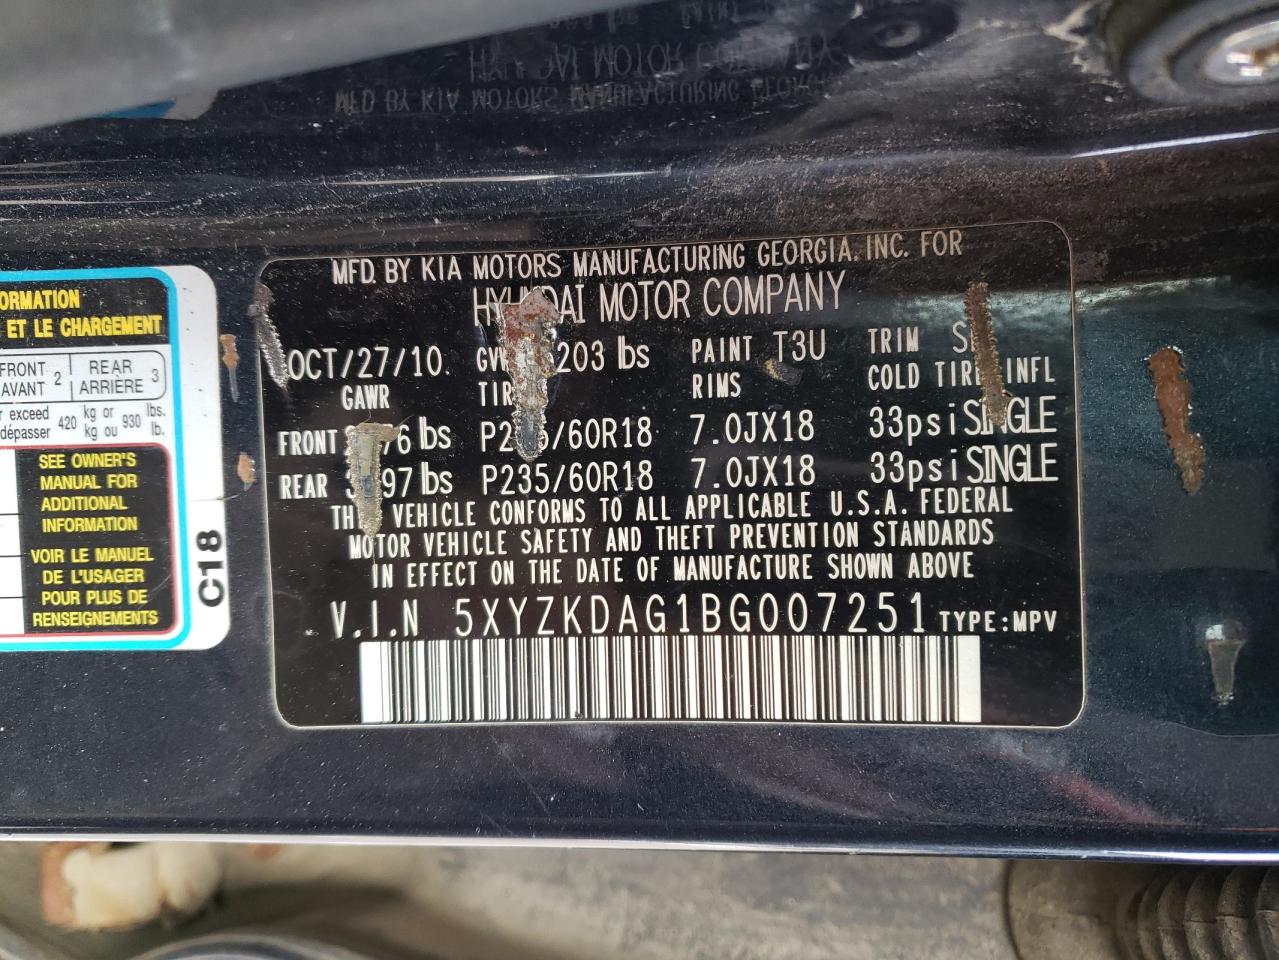 ORMATION
ET LE CHARGEMENT
FRONT 2 REAR 3
AVANT ARRIÈRE
exceed 420 kg or 930 lbs.
dépasser kg ou lb.
SEE OWNER'S
MANUAL FOR
ADDITIONAL
INFORMATION
VOIR LE MANUEL
DE L'USAGER
POUR PLUS DE
RENSEIGNEMENTS
C18
MFD. BY KIA MOTORS MANUFACTURING GEORGIA, INC. FOR
MOTOR COMPANY
OCT/27/10 203 lbs PAINT T3U TRIM
GAWR RIMS COLD INFL
FRONT lbs /60R18 7.0JX18 33psi SINGLE
REAR 97 lbs P235/60R18 7.0JX18 33psi SINGLE
VEHICLE CONFORMS TO ALL APPLICABLE U.S.A. FEDERAL
MOTOR VEHICLE SAFETY AND THEFT PREVENTION STANDARDS
IN EFFECT ON THE DATE OF MANUFACTURE SHOWN ABOVE
V.I.N 5XYZKDAG1BG007251 TYPE:MPV